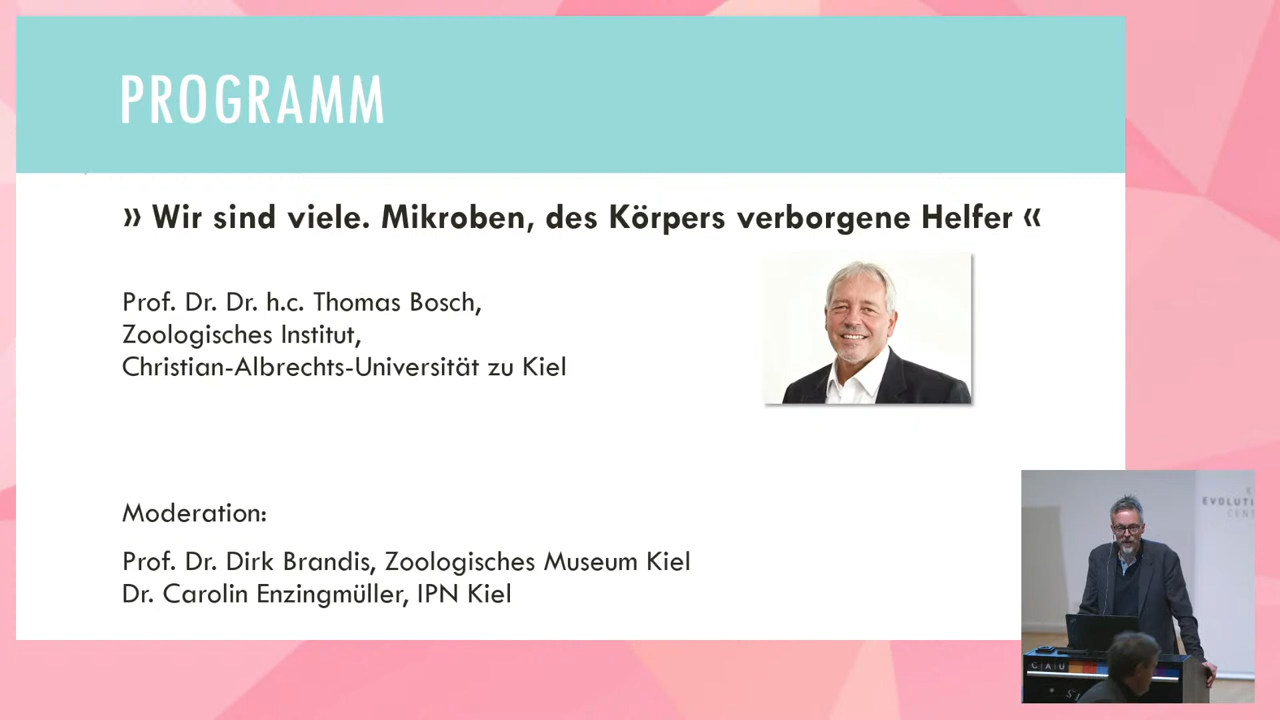 PROGRAMM
» Wir sind viele. Mikroben, des Körpers verborgene Helfer «
Prof. Dr. Dr. h.c. Thomas Bosch,
Zoologisches Institut,
Christian-Albrechts-Universität zu Kiel
Moderation:
Prof. Dr. Dirk Brandis, Zoologisches Museum Kiel
Dr. Carolin Enzingmüller, IPN Kiel
EVOLUTI
CENT
C|A|U